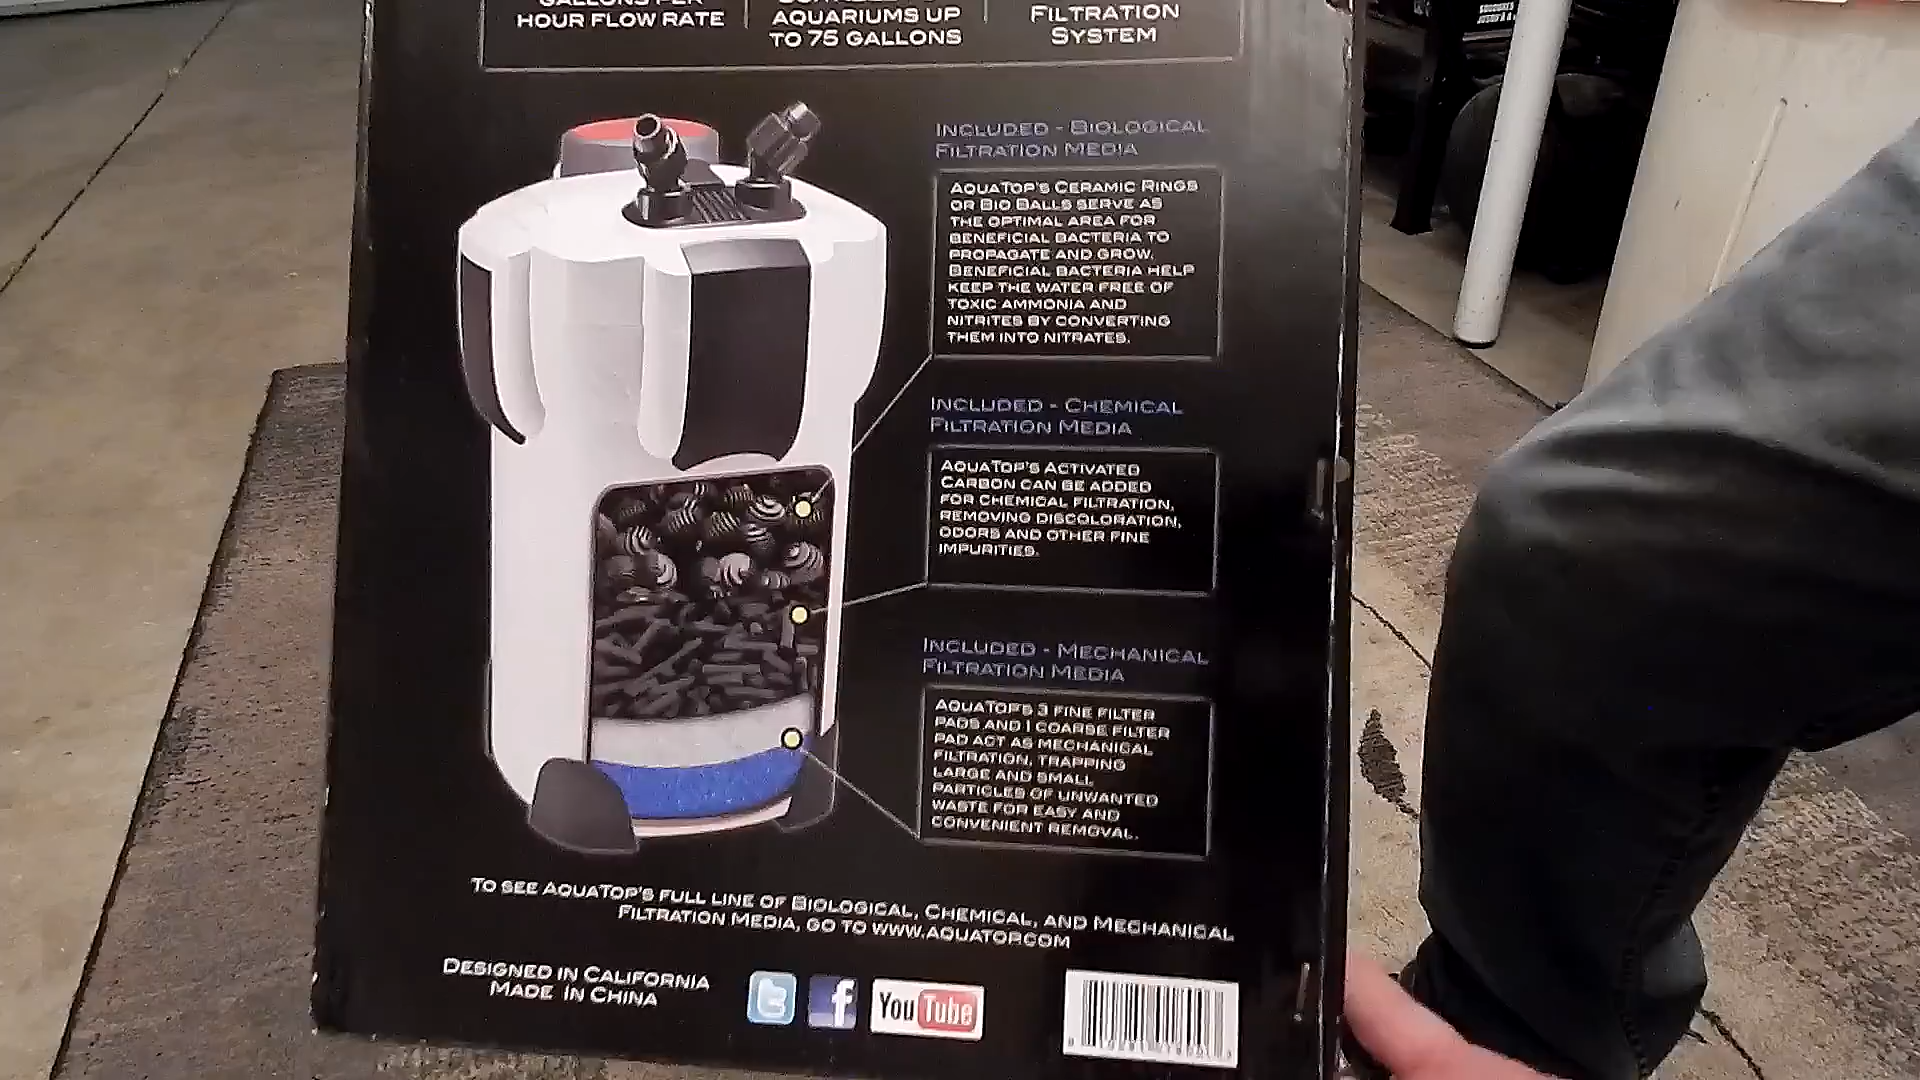 GALLONS PER
HOUR FLOW RATE
AQUARIUMS UP
TO 75 GALLONS
FILTRATION
SYSTEM
INCLUDED - BIOLOGICAL
FILTRATION MEDIA
AQUATOP'S CERAMIC RINGS
OR BIO BALLS SERVE AS
THE OPTIMAL AREA FOR
BENEFICIAL BACTERIA TO
PROPAGATE AND GROW.
BENEFICIAL BACTERIA HELP
KEEP THE WATER FREE OF
TOXIC AMMONIA AND
NITRITES BY CONVERTING
THEM INTO NITRATES.
INCLUDED - CHEMICAL
FILTRATION MEDIA
AQUATOP'S ACTIVATED
CARBON CAN BE ADDED
FOR CHEMICAL FILTRATION,
REMOVING DISCOLORATION,
ODORS AND OTHER FINE
IMPURITIES.
INCLUDED - MECHANICAL
FILTRATION MEDIA
AQUATOP'S 3 FINE FILTER
PADS AND 1 COARSE FILTER
PAD ACT AS MECHANICAL
FILTRATION, TRAPPING
LARGE AND SMALL
PARTICLES OF UNWANTED
WASTE FOR EASY AND
CONVENIENT REMOVAL.
TO SEE AQUATOP'S FULL LINE OF BIOLOGICAL, CHEMICAL, AND MECHANICAL
FILTRATION MEDIA, GO TO WWW.AQUATOP.COM
DESIGNED IN CALIFORNIA
MADE IN CHINA
f
YouTube